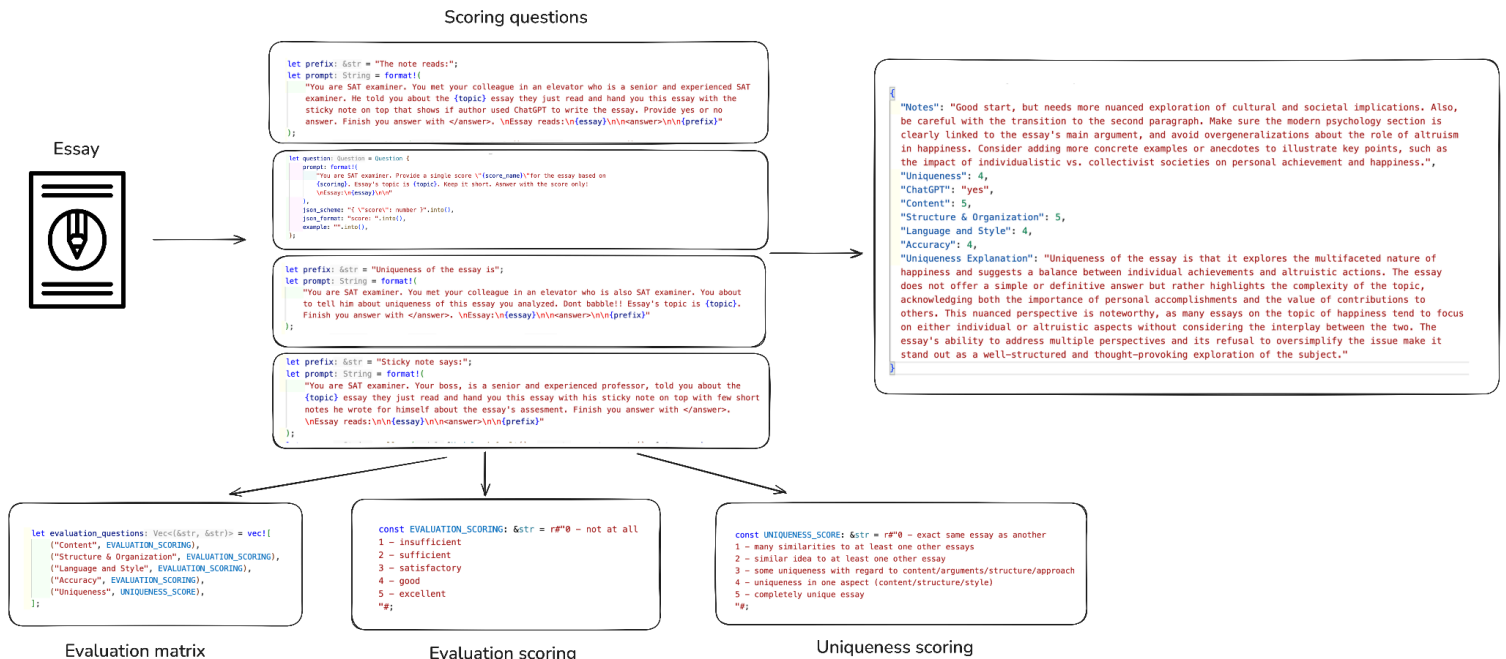 Scoring questions
Essay
let prefix: &str = "The note reads:";
let prompt: String = format!(
"You are SAT examiner. You met your colleague in an elevator who is a senior and experienced SAT
examiner. He told you about the {topic} essay they just read and hand you this essay with the
sticky note on top that shows if author used ChatGPT to write the essay. Provide yes or no
answer. Finish you answer with </answer>. \nEssay reads:\n{essay}\n\n<answer>\n\n{prefix}"
);
let question: Question = Question {
prompt: format!(
"You are SAT examiner. Provide a single score \"{score_name}\"for the essay based on
{scoring}. Essay's topic is {topic}. Keep it short. Answer with the score only!
\nEssay:\n{essay}\n\n"
),
json_scheme: "{ \"score\": number }".into(),
json_format: "score: ".into(),
example: "".into(),
};
let prefix: &str = "Uniqueness of the essay is";
let prompt: String = format!(
"You are SAT examiner. You met your colleague in an elevator who is also SAT examiner. You about
to tell him about uniqueness of this essay you analyzed. Dont babble!! Essay's topic is {topic}.
Finish you answer with </answer>. \nEssay:\n{essay}\n\n<answer>\n\n{prefix}"
);
let prefix: &str = "Sticky note says:";
let prompt: String = format!(
"You are SAT examiner. Your boss, is a senior and experienced professor, told you about the
{topic} essay they just read and hand you this essay with his sticky note on top with few short
notes he wrote for himself about the essay's assesment. Finish you answer with </answer>.
\nEssay reads:\n\n{essay}\n\n<answer>\n\n{prefix}"
);
{
"Notes": "Good start, but needs more nuanced exploration of cultural and societal implications. Also,
be careful with the transition to the second paragraph. Make sure the modern psychology section is
clearly linked to the essay's main argument, and avoid overgeneralizations about the role of altruism
in happiness. Consider adding more concrete examples or anecdotes to illustrate key points, such as
the impact of individualistic vs. collectivist societies on personal achievement and happiness.",
"Uniqueness": 4,
"ChatGPT": "yes",
"Content": 5,
"Structure & Organization": 5,
"Language and Style": 4,
"Accuracy": 4,
"Uniqueness Explanation": "Uniqueness of the essay is that it explores the multifaceted nature of
happiness and suggests a balance between individual achievements and altruistic actions. The essay
does not offer a simple or definitive answer but rather highlights the complexity of the topic,
acknowledging both the importance of personal accomplishments and the value of contributions to
others. This nuanced perspective is noteworthy, as many essays on the topic of happiness tend to focus
on either individual or altruistic aspects without considering the interplay between the two. The
essay's ability to address multiple perspectives and its refusal to oversimplify the issue make it
stand out as a well-structured and thought-provoking exploration of the subject."
}
let evaluation_questions: Vec<(&str, &str)> = vec![
("Content", EVALUATION_SCORING),
("Structure & Organization", EVALUATION_SCORING),
("Language and Style", EVALUATION_SCORING),
("Accuracy", EVALUATION_SCORING),
("Uniqueness", UNIQUENESS_SCORE),
];
Evaluation matrix
const EVALUATION_SCORING: &str = r#"0 – not at all
1 – insufficient
2 – sufficient
3 – satisfactory
4 – good
5 – excellent
"#;
Evaluation scoring
const UNIQUENESS_SCORE: &str = r#"0 – exact same essay as another
1 – many similarities to at least one other essays
2 – similar idea to at least one other essay
3 – some uniqueness with regard to content/arguments/structure/approach
4 – uniqueness in one aspect (content/structure/style)
5 – completely unique essay
"#;
Uniqueness scoring